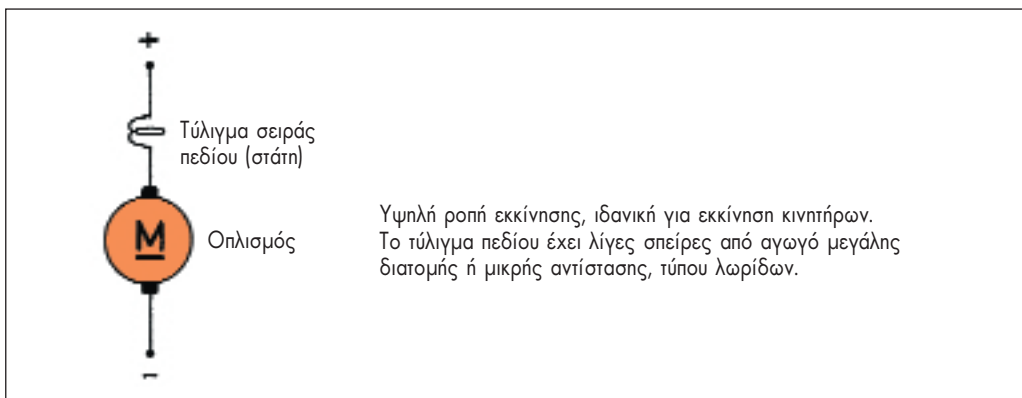 +
Τύλιγμα σειράς
πεδίου (στάτη)
M
Οπλισμός
Υψηλή ροπή εκκίνησης, ιδανική για εκκίνηση κινητήρων.
Το τύλιγμα πεδίου έχει λίγες σπείρες από αγωγό μεγάλης
διατομής ή μικρής αντίστασης, τύπου λωρίδων.
–